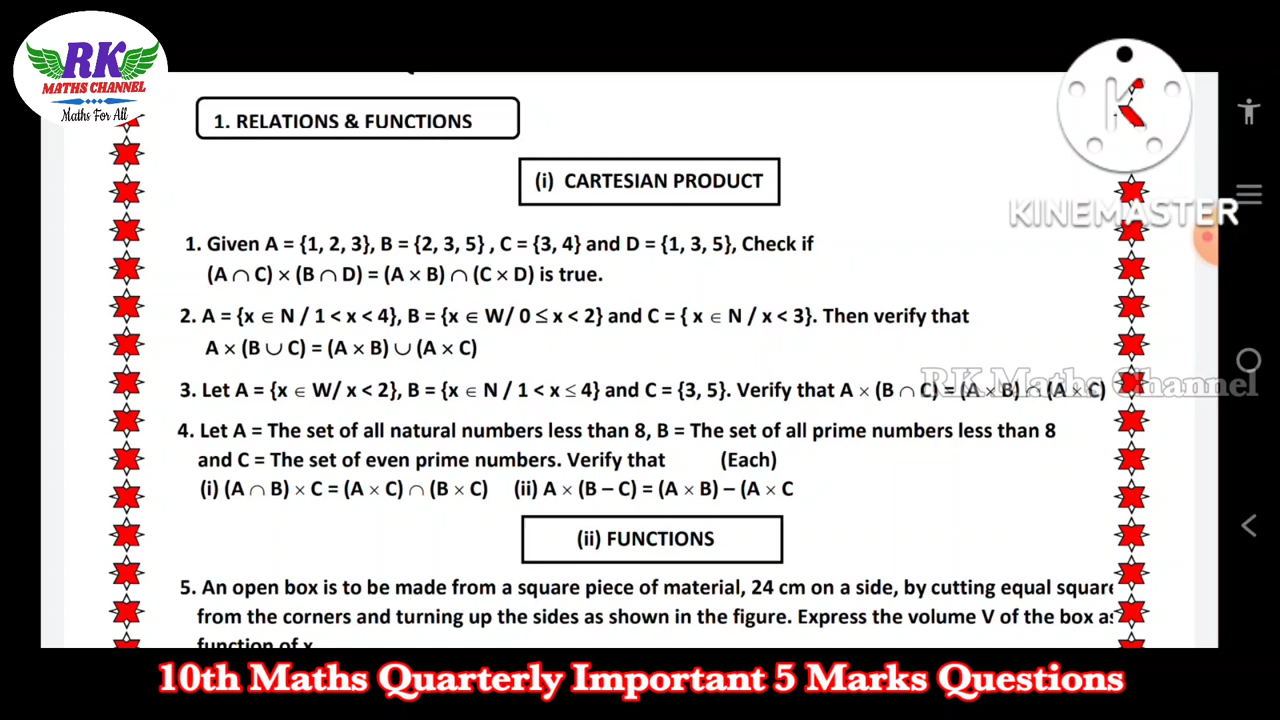 RK
MATHS CHANNEL
Maths For All
K
KINEMASTER
1. RELATIONS & FUNCTIONS
(i) CARTESIAN PRODUCT
1. Given A = {1, 2, 3}, B = {2, 3, 5} , C = {3, 4} and D = {1, 3, 5}, Check if
(A ∩ C) × (B ∩ D) = (A × B) ∩ (C × D) is true.
2. A = {x ∈ N / 1 < x < 4}, B = {x ∈ W/ 0 ≤ x < 2} and C = { x ∈ N / x < 3}. Then verify that
A × (B ∪ C) = (A × B) ∪ (A × C)
3. Let A = {x ∈ W/ x < 2}, B = {x ∈ N / 1 < x ≤ 4} and C = {3, 5}. Verify that A × (B ∩ C) = (A × B) ∩ (A × C)
RK Maths Channel
4. Let A = The set of all natural numbers less than 8, B = The set of all prime numbers less than 8
and C = The set of even prime numbers. Verify that (Each)
(i) (A ∩ B) × C = (A × C) ∩ (B × C) (ii) A × (B – C) = (A × B) – (A × C
(ii) FUNCTIONS
5. An open box is to be made from a square piece of material, 24 cm on a side, by cutting equal square
from the corners and turning up the sides as shown in the figure. Express the volume V of the box as
function of x
10th Maths Quarterly Important 5 Marks Questions